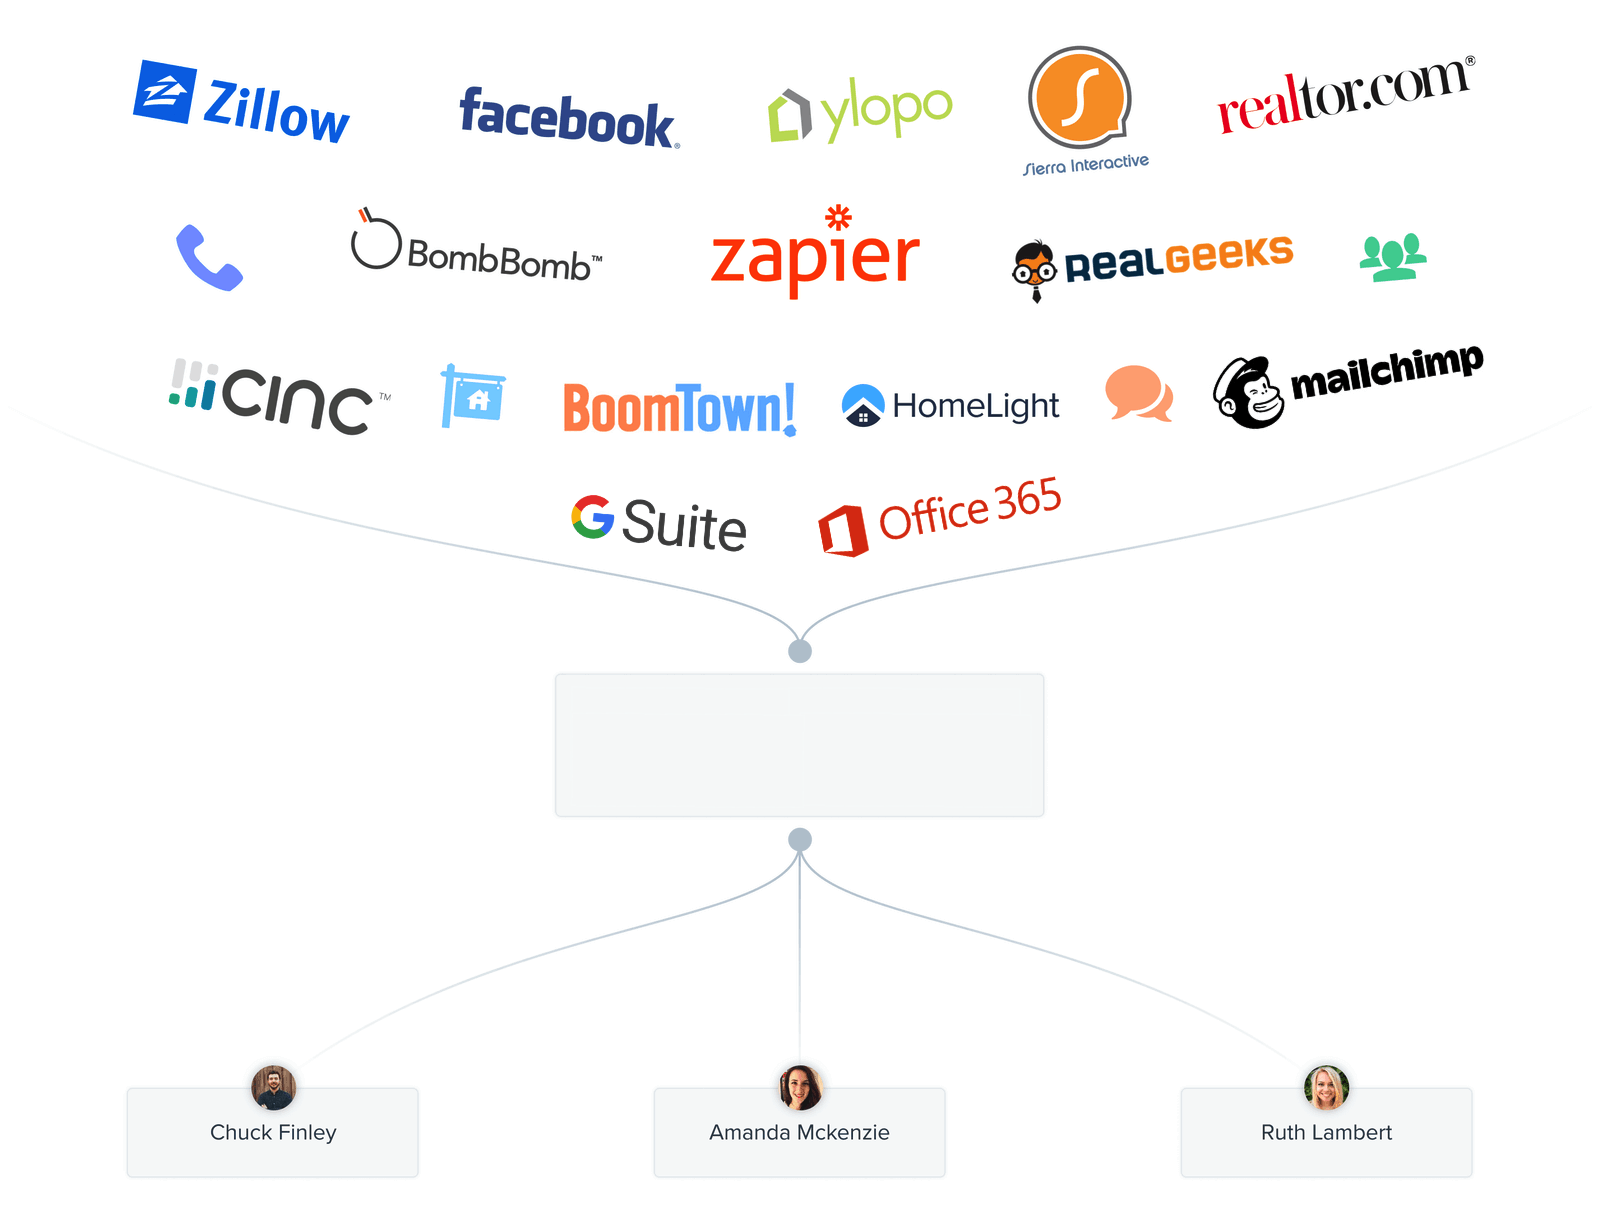 Zillow
facebook®
ylopo
Sierra Interactive
realtor.com®
BombBomb™
zapier
REALGEEKS
CINC™
BoomTown!
HomeLight
mailchimp
G Suite
Office 365
Chuck Finley
Amanda Mckenzie
Ruth Lambert